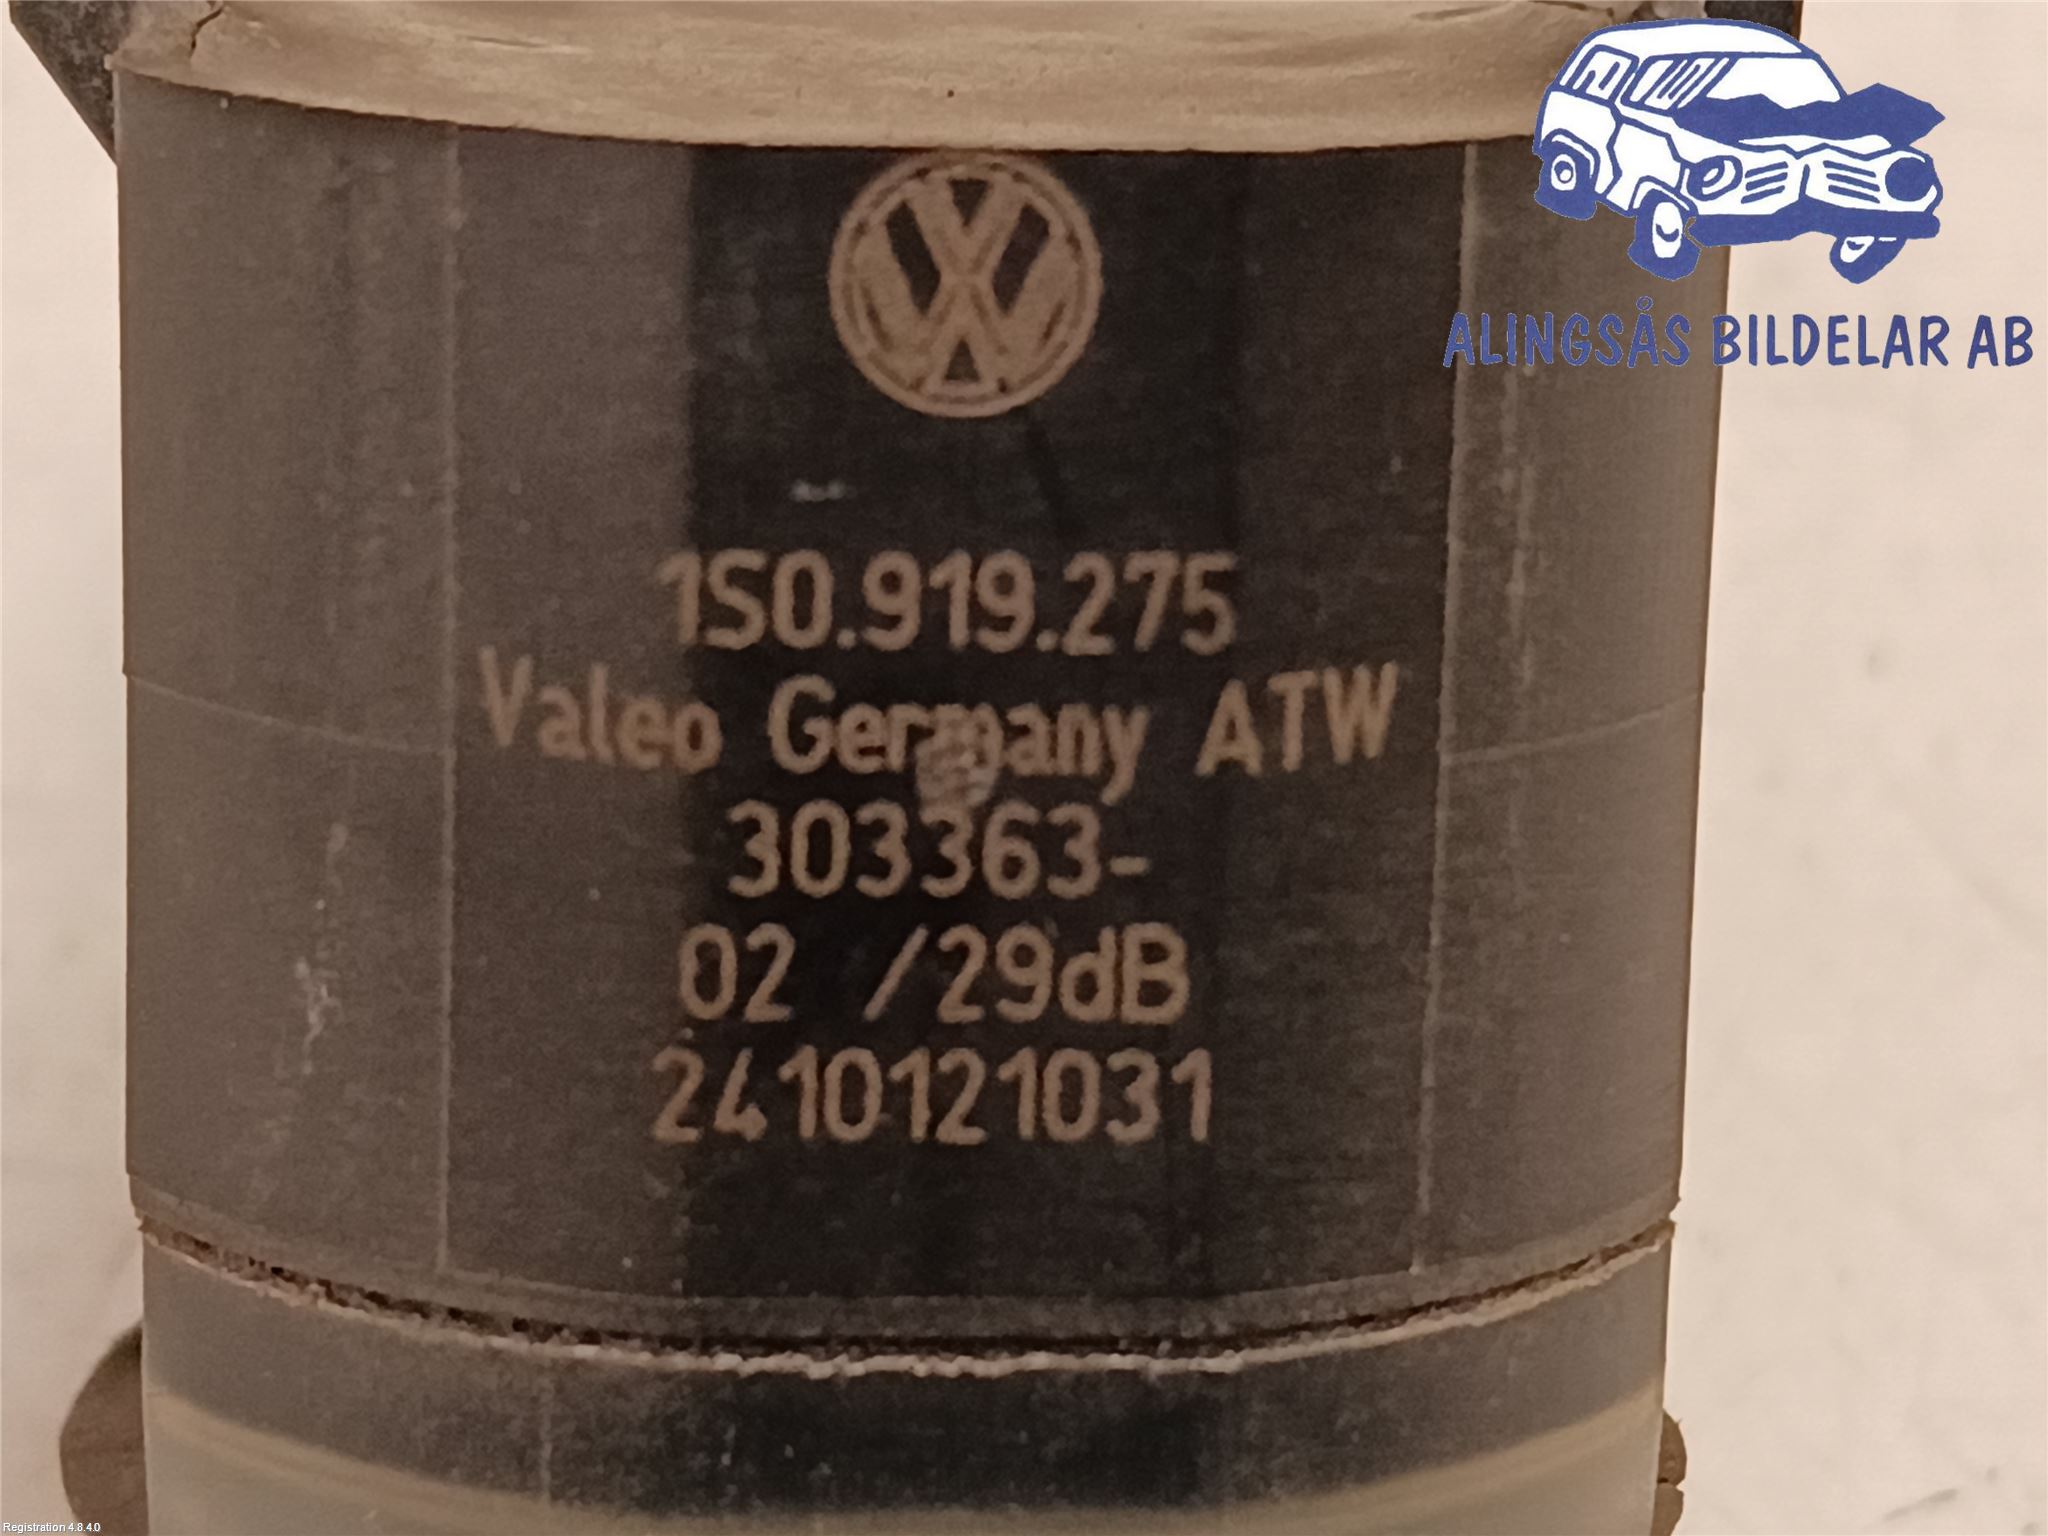 ALINGSÅS BILDELAR AB
1S0.919.275
Valeo Germany ATW
303363-
02 /29dB
2410121031
Registration 4.8.4.0